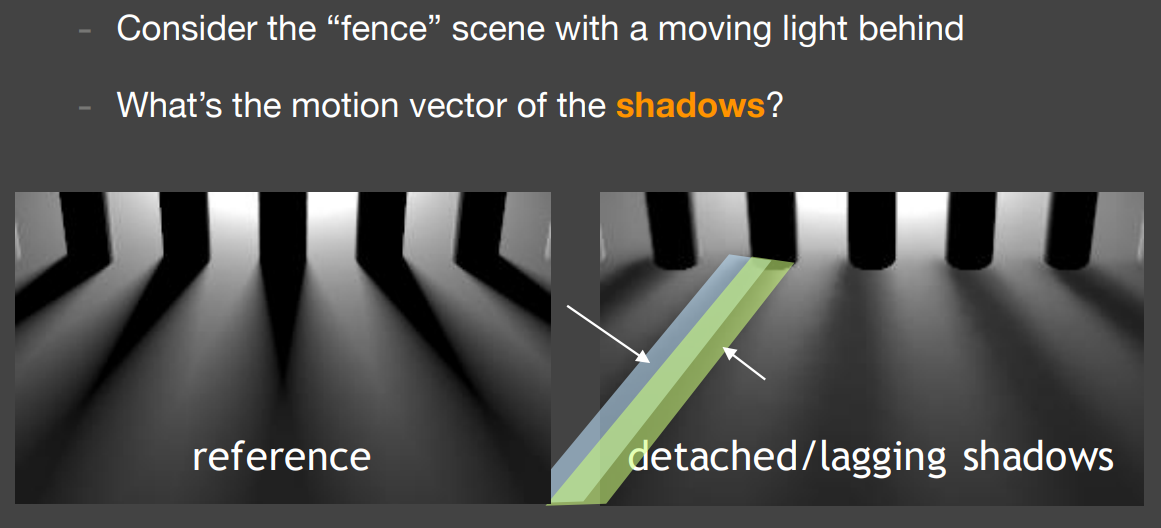 - Consider the “fence” scene with a moving light behind
- What’s the motion vector of the shadows?
reference
detached/lagging shadows